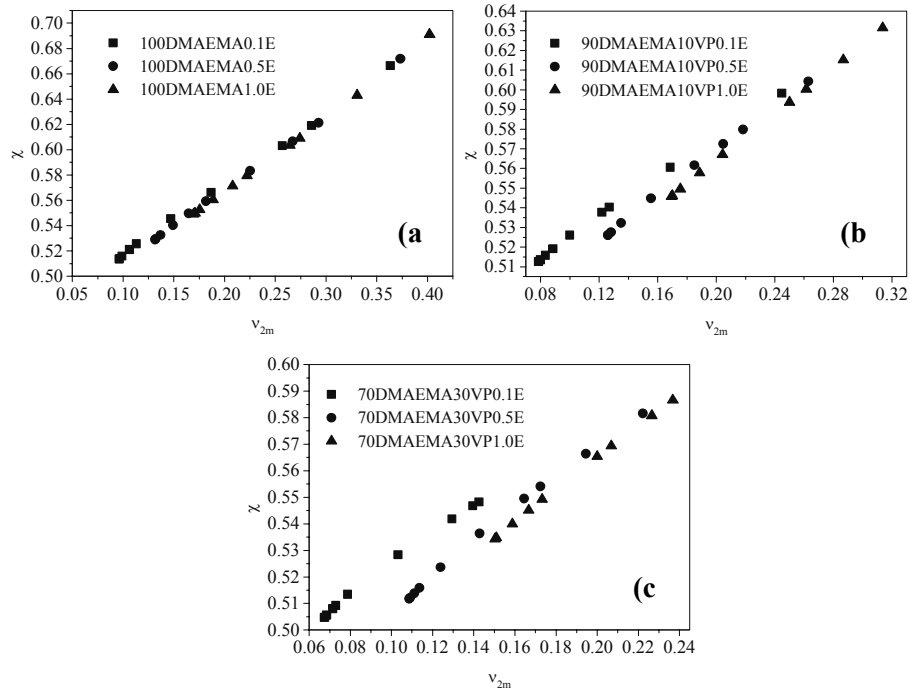 0.70
0.68
0.66
0.64
0.62
0.60
0.58
0.56
0.54
0.52
0.50
χ
100DMAEMA0.1E
100DMAEMA0.5E
100DMAEMA1.0E
(a
0.05 0.10 0.15 0.20 0.25 0.30 0.35 0.40
ν2m
0.64
0.63
0.62
0.61
0.60
0.59
0.58
0.57
0.56
0.55
0.54
0.53
0.52
0.51
χ
90DMAEMA10VP0.1E
90DMAEMA10VP0.5E
90DMAEMA10VP1.0E
(b
0.08 0.12 0.16 0.20 0.24 0.28 0.32
ν2m
0.60
0.59
0.58
0.57
0.56
0.55
0.54
0.53
0.52
0.51
0.50
χ
70DMAEMA30VP0.1E
70DMAEMA30VP0.5E
70DMAEMA30VP1.0E
(c
0.06 0.08 0.10 0.12 0.14 0.16 0.18 0.20 0.22 0.24
ν2m